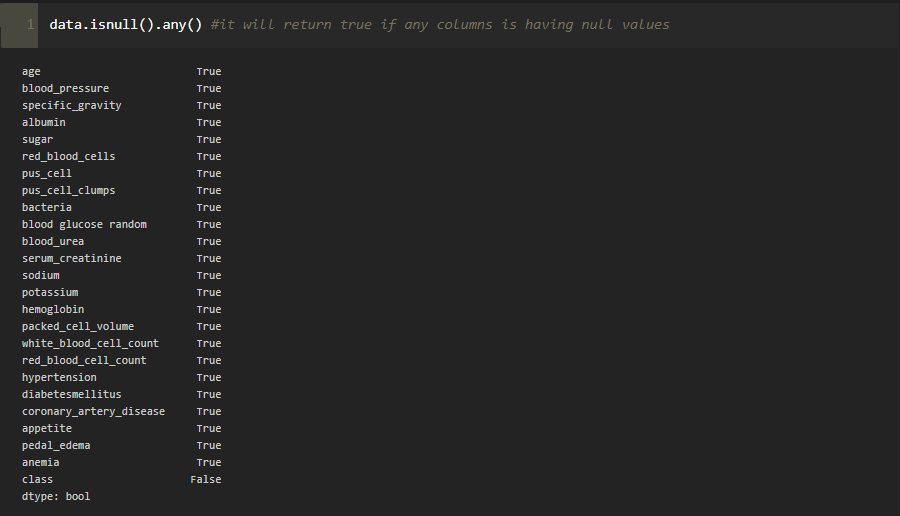 1 data.isnull().any() #it will return true if any columns is having null values
age True
blood_pressure True
specific_gravity True
albumin True
sugar True
red_blood_cells True
pus_cell True
pus_cell_clumps True
bacteria True
blood glucose random True
blood_urea True
serum_creatinine True
sodium True
potassium True
hemoglobin True
packed_cell_volume True
white_blood_cell_count True
red_blood_cell_count True
hypertension True
diabetesmellitus True
coronary_artery_disease True
appetite True
pedal_edema True
anemia True
class False
dtype: bool